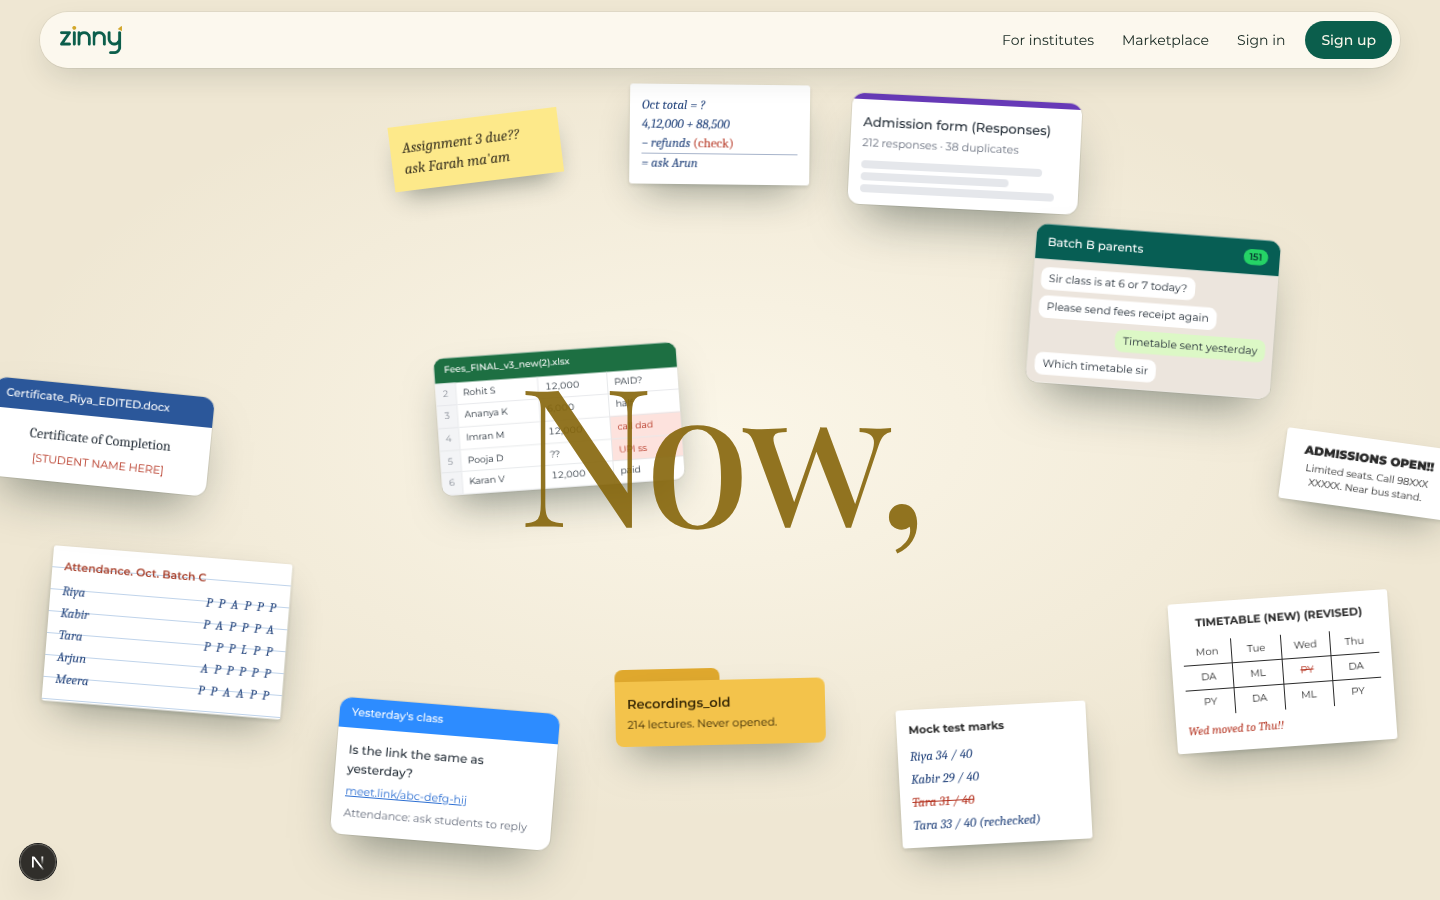 zinny
For institutes
Marketplace
Sign in
Sign up
Assignment 3 due??
ask Farah ma'am
Oct total = ?
4,12,000 + 88,500
– refunds (check)
= ask Arun
Admission form (Responses)
212 responses · 38 duplicates
Batch B parents
151
Sir class is at 6 or 7 today?
Please send fees receipt again
Timetable sent yesterday
Which timetable sir
Fees_FINAL_v3_new(2).xlsx
2 Rohit S 12,000 PAID?
3 Ananya K
4 Imran M dad
5 Pooja D ?? UPI ss
6 Karan V 12,000 paid
Now,
Certificate_Riya_EDITED.docx
Certificate of Completion
[STUDENT NAME HERE]
ADMISSIONS OPEN!!
Limited seats. Call 98XXX
XXXXX. Near bus stand.
Attendance. Oct. Batch C
Riya P P A P P P
Kabir P A P P P A
Tara P P P L P P
Arjun A P P P P P
Meera P P A A P P
TIMETABLE (NEW) (REVISED)
Mon Tue Wed Thu
DA ML PY DA
PY DA ML PY
Wed moved to Thu!!
Yesterday's class
Is the link the same as
yesterday?
meet.link/abc-defg-hij
Attendance: ask students to reply
Recordings_old
214 lectures. Never opened.
Mock test marks
Riya 34 / 40
Kabir 29 / 40
Tara 31 / 40
Tara 33 / 40 (rechecked)
N